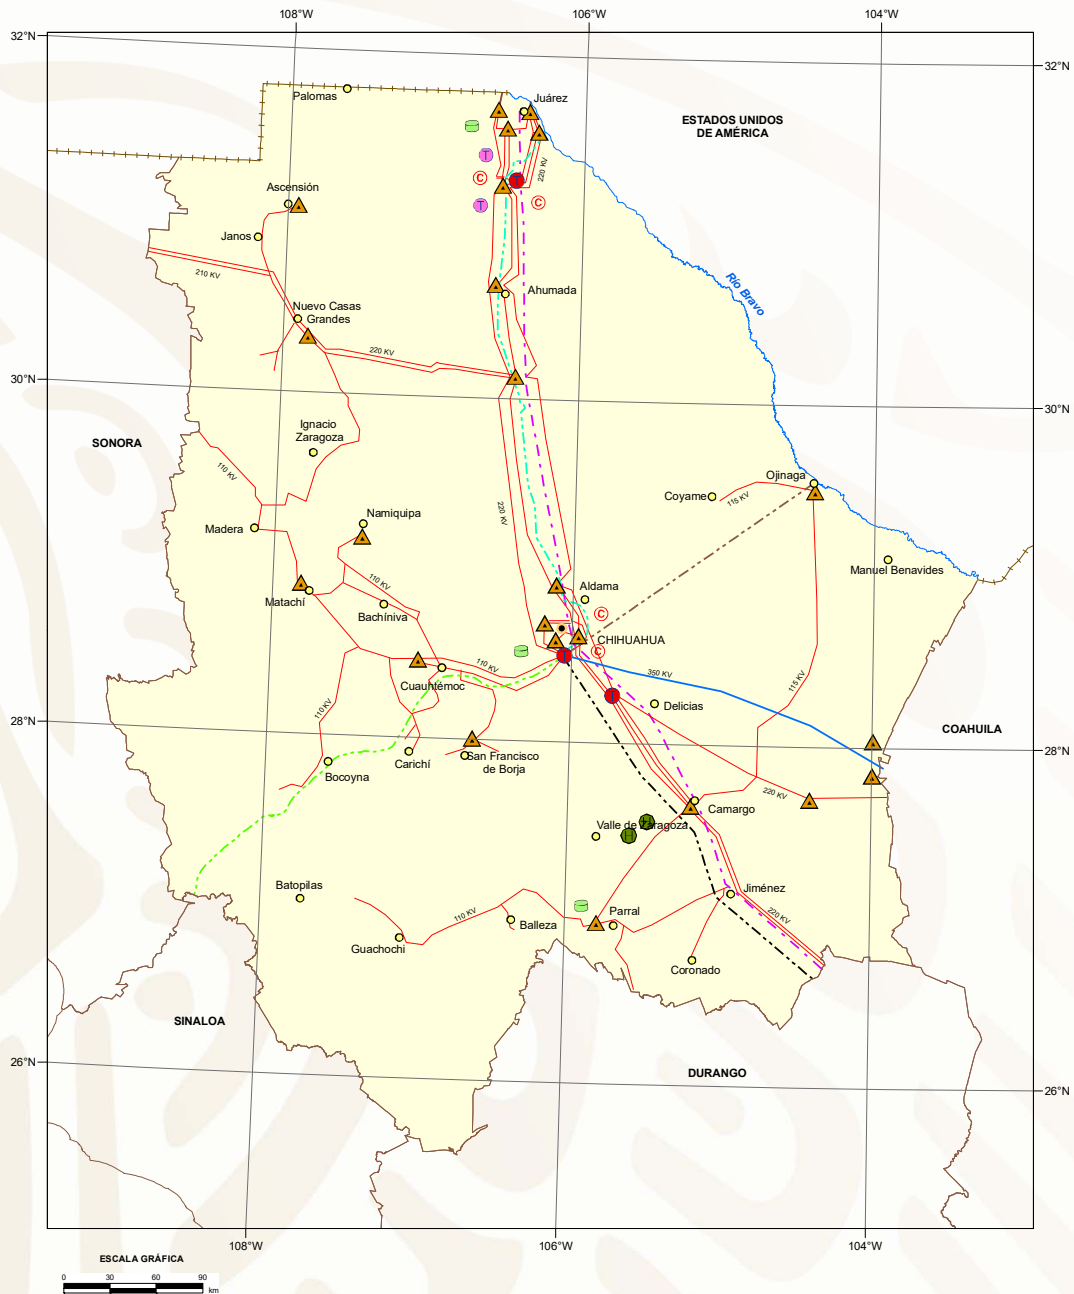 108°W
106°W
104°W
32°N
32°N
Palomas
Juárez
ESTADOS UNIDOS
DE AMÉRICA
T
220 KV
C
T
Ascensión
C
T
Janos
210 KV
Río Bravo
Ahumada
Nuevo Casas
Grandes
220 KV
30°N
30°N
SONORA
Ignacio
Zaragoza
110 KV
Ojinaga
Coyame
115 KV
220 KV
Madera
Namiquipa
Manuel Benavides
110 KV
Aldama
Matachí
Bachíniva
C
CHIHUAHUA
C
110 KV
350 KV
Cuauhtémoc
115 KV
110 KV
Delicias
28°N
COAHUILA
28°N
Carichí
San Francisco
de Borja
Bocoyna
220 KV
Camargo
Valle de Zaragoza
H
H
Batopilas
Jiménez
110 KV
Parral
220 KV
Balleza
Guachochi
Coronado
SINALOA
26°N
DURANGO
26°N
108°W
106°W
104°W
ESCALA GRÁFICA
0 30 60 90
km